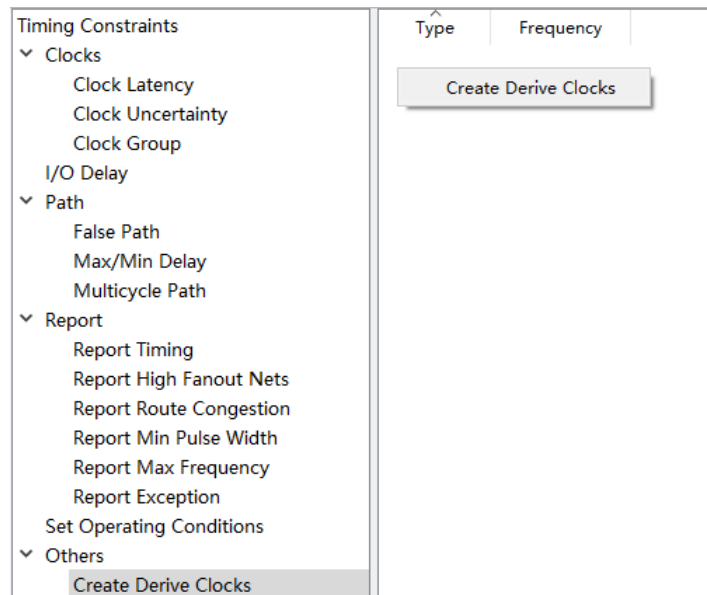 Timing Constraints
Clocks
Clock Latency
Clock Uncertainty
Clock Group
I/O Delay
Path
False Path
Max/Min Delay
Multicycle Path
Report
Report Timing
Report High Fanout Nets
Report Route Congestion
Report Min Pulse Width
Report Max Frequency
Report Exception
Set Operating Conditions
Others
Create Derive Clocks
Type Frequency
Create Derive Clocks